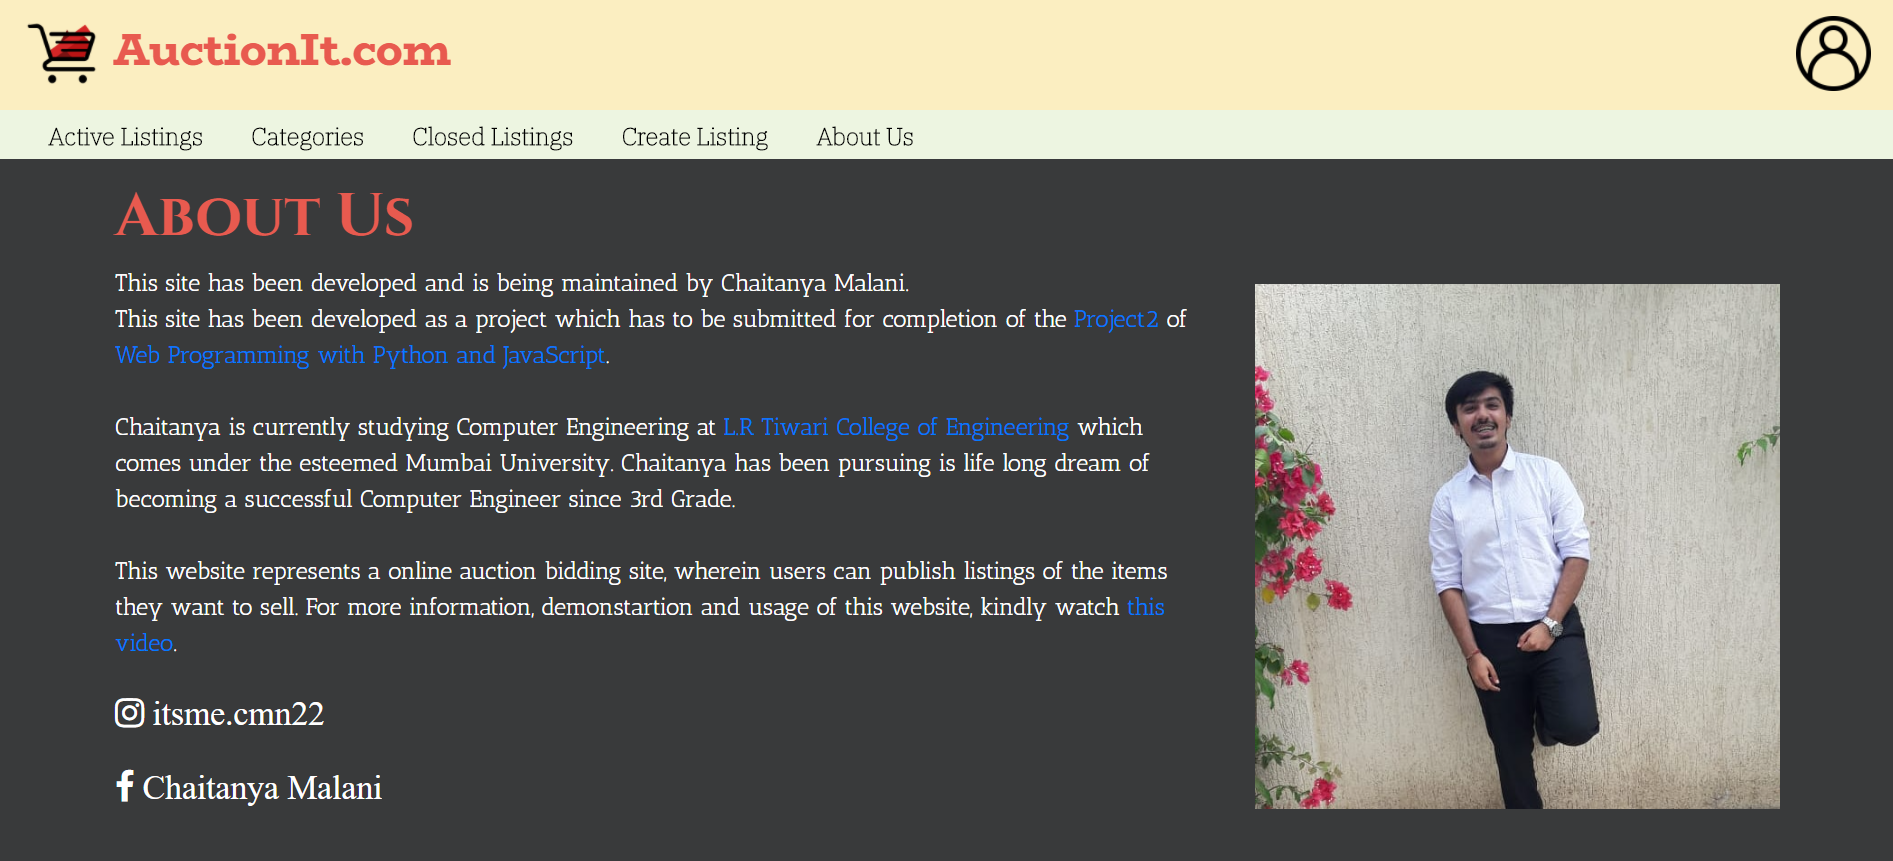 AuctionIt.com
Active Listings Categories Closed Listings Create Listing About Us
About Us
This site has been developed and is being maintained by Chaitanya Malani.
This site has been developed as a project which has to be submitted for completion of the Project2 of
Web Programming with Python and JavaScript.
Chaitanya is currently studying Computer Engineering at L.R Tiwari College of Engineering which
comes under the esteemed Mumbai University. Chaitanya has been pursuing is life long dream of
becoming a successful Computer Engineer since 3rd Grade.
This website represents a online auction bidding site, wherein users can publish listings of the items
they want to sell. For more information, demonstartion and usage of this website, kindly watch this
video.
itsme.cmn22
Chaitanya Malani